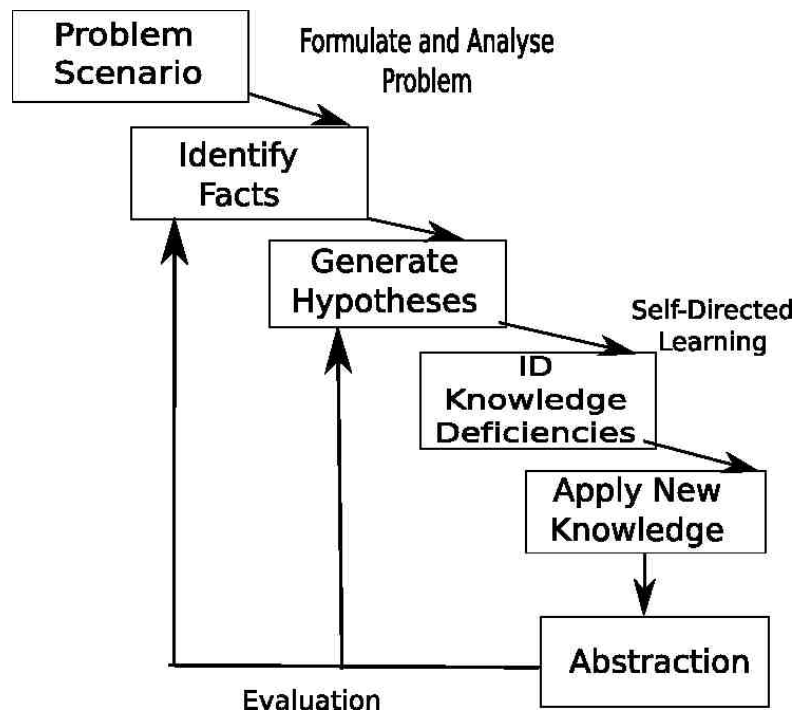 Problem
Scenario
Formulate and Analyse
Problem
Identify
Facts
Generate
Hypotheses
Self-Directed
Learning
ID
Knowledge
Deficiencies
Apply New
Knowledge
Abstraction
Evaluation